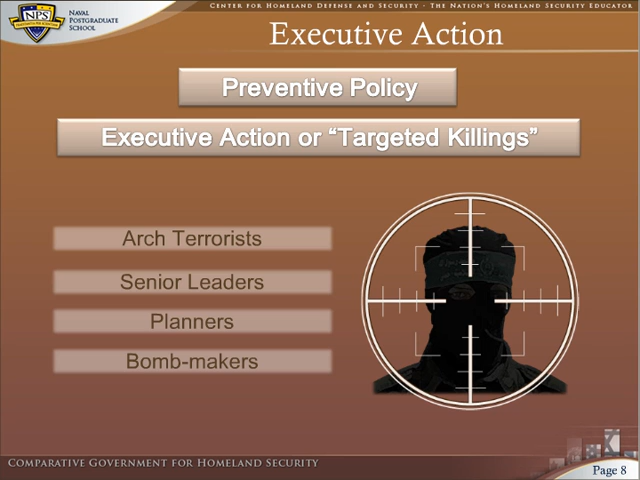 CENTER FOR HOMELAND DEFENSE AND SECURITY · THE NATION'S HOMELAND SECURITY EDUCATOR
NPS
NAVAL
POSTGRADUATE
SCHOOL
Executive Action
Preventive Policy
Executive Action or “Targeted Killings”
Arch Terrorists
Senior Leaders
Planners
Bomb-makers
COMPARATIVE GOVERNMENT FOR HOMELAND SECURITY
Page 8